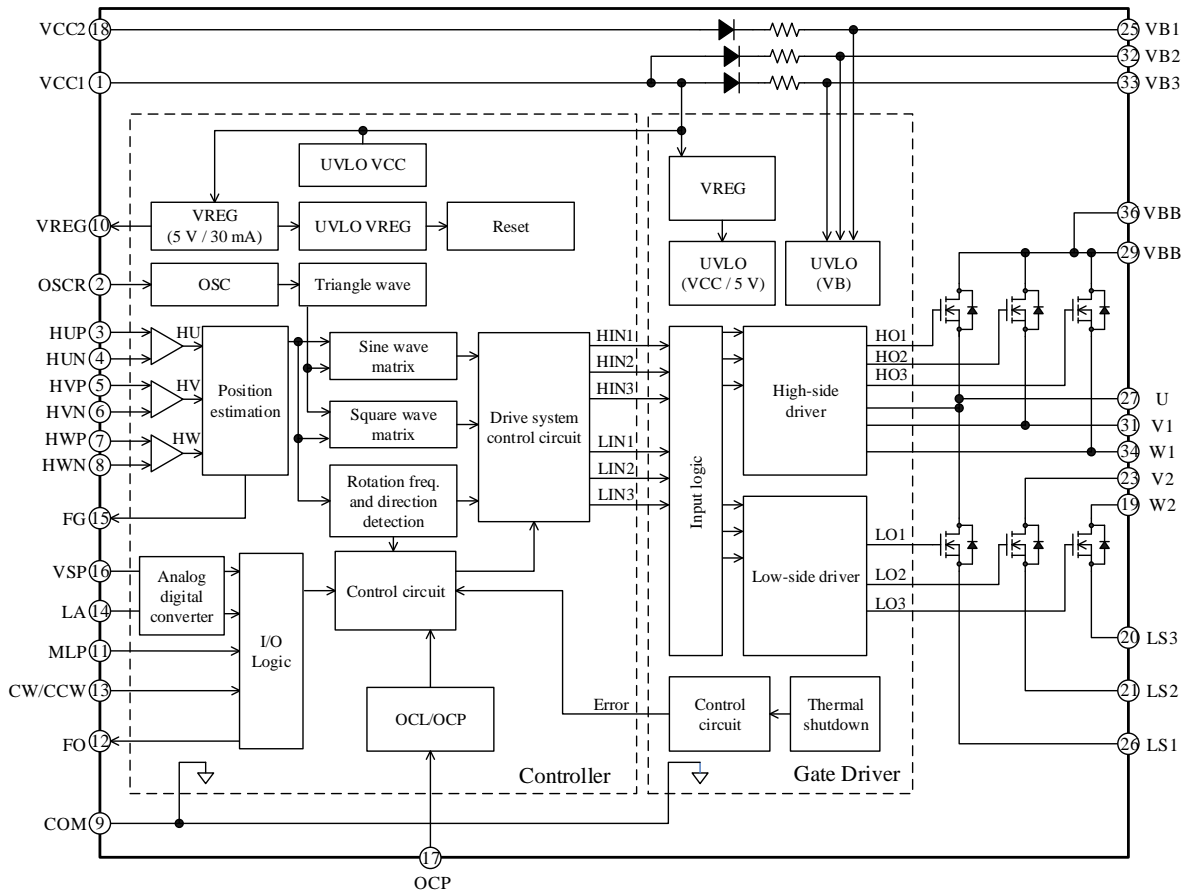 VCC2 18
25 VB1
32 VB2
VCC1 1
33 VB3
UVLO VCC
VREG
VREG 10
VREG
(5 V / 30 mA)
UVLO VREG
Reset
36 VBB
UVLO
(VCC / 5 V)
UVLO
(VB)
29 VBB
OSCR 2
OSC
Triangle wave
HUP 3
HU
HUN 4
HVP 5
HV
HVN 6
HWP 7
HW
HWN 8
Position
estimation
Sine wave
matrix
Square wave
matrix
Rotation freq.
and direction
detection
Drive system
control circuit
HIN1
HIN2
HIN3
LIN1
LIN2
LIN3
Input logic
High-side
driver
HO1
HO2
HO3
27 U
31 V1
34 W1
23 V2
19 W2
FG 15
Low-side driver
LO1
LO2
LO3
VSP 16
LA 14
Analog
digital
converter
Control circuit
MLP 11
I/O
Logic
CW/CCW 13
FO 12
20 LS3
21 LS2
26 LS1
OCL/OCP
Error
Control
circuit
Thermal
shutdown
Controller
Gate Driver
COM 9
17
OCP